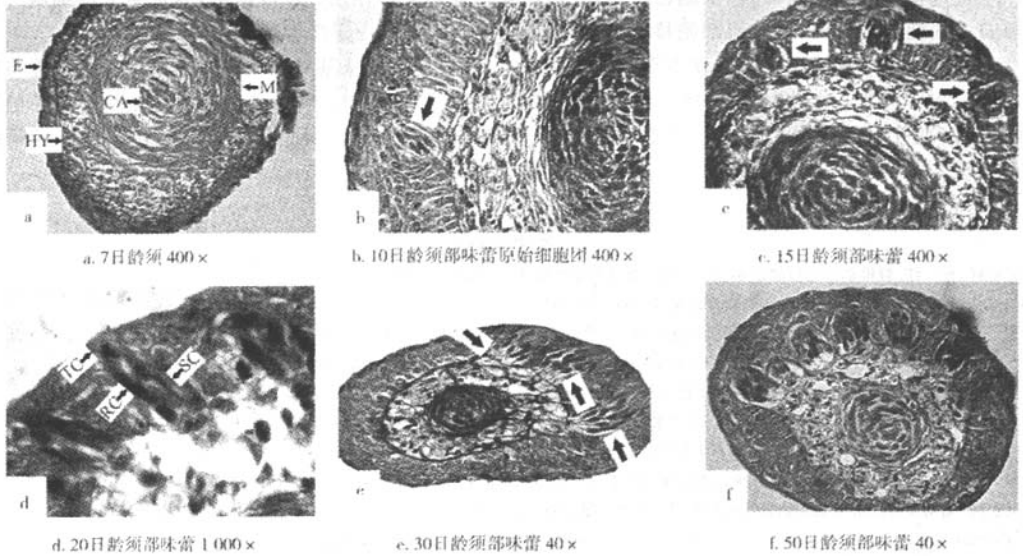 E
CA
M
HY
a
b
c
a. 7日龄须 400×
b. 10日龄须部味蕾原始细胞团 400×
c. 15日龄须部味蕾 400×
TC
SC
RC
d
e
f
d. 20日龄须部味蕾 1 000×
e. 30日龄须部味蕾 40×
f. 50日龄须部味蕾 40×